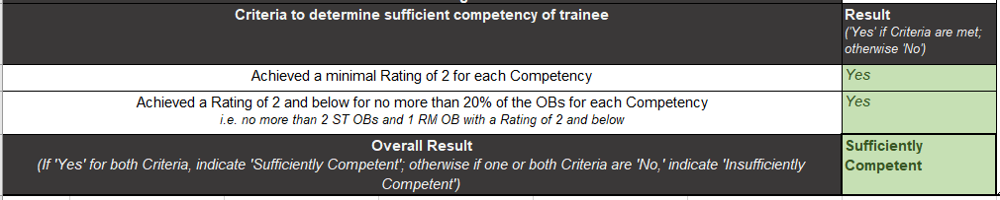 Criteria to determine sufficient competency of trainee
Result
('Yes' if Criteria are met;
otherwise 'No')
Achieved a minimal Rating of 2 for each Competency
Yes
Achieved a Rating of 2 and below for no more than 20% of the OBs for each Competency
i.e. no more than 2 ST OBs and 1 RM OB with a Rating of 2 and below
Yes
Overall Result
(If 'Yes' for both Criteria, indicate 'Sufficiently Competent'; otherwise if one or both Criteria are 'No,' indicate 'Insufficiently
Competent')
Sufficiently
Competent